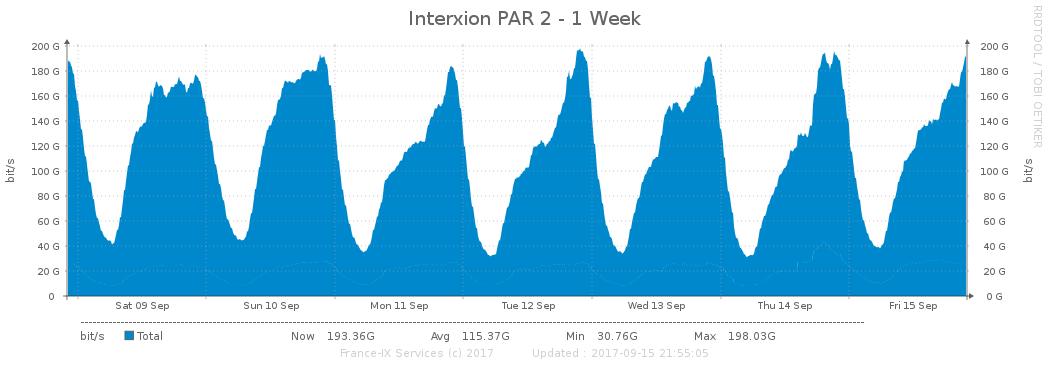 Interxion PAR 2 - 1 Week
RRDTOOL / TOBI OETIKER
200 G 200 G
180 G 180 G
160 G 160 G
140 G 140 G
120 G 120 G
100 G 100 G
80 G 80 G
60 G 60 G
40 G 40 G
20 G 20 G
0 0 G
bit/s bit/s
Sat 09 Sep Sun 10 Sep Mon 11 Sep Tue 12 Sep Wed 13 Sep Thu 14 Sep Fri 15 Sep
bit/s Total Now 193.36G Avg 115.37G Min 30.76G Max 198.03G
France-IX Services (c) 2017 Updated : 2017-09-15 21:55:05